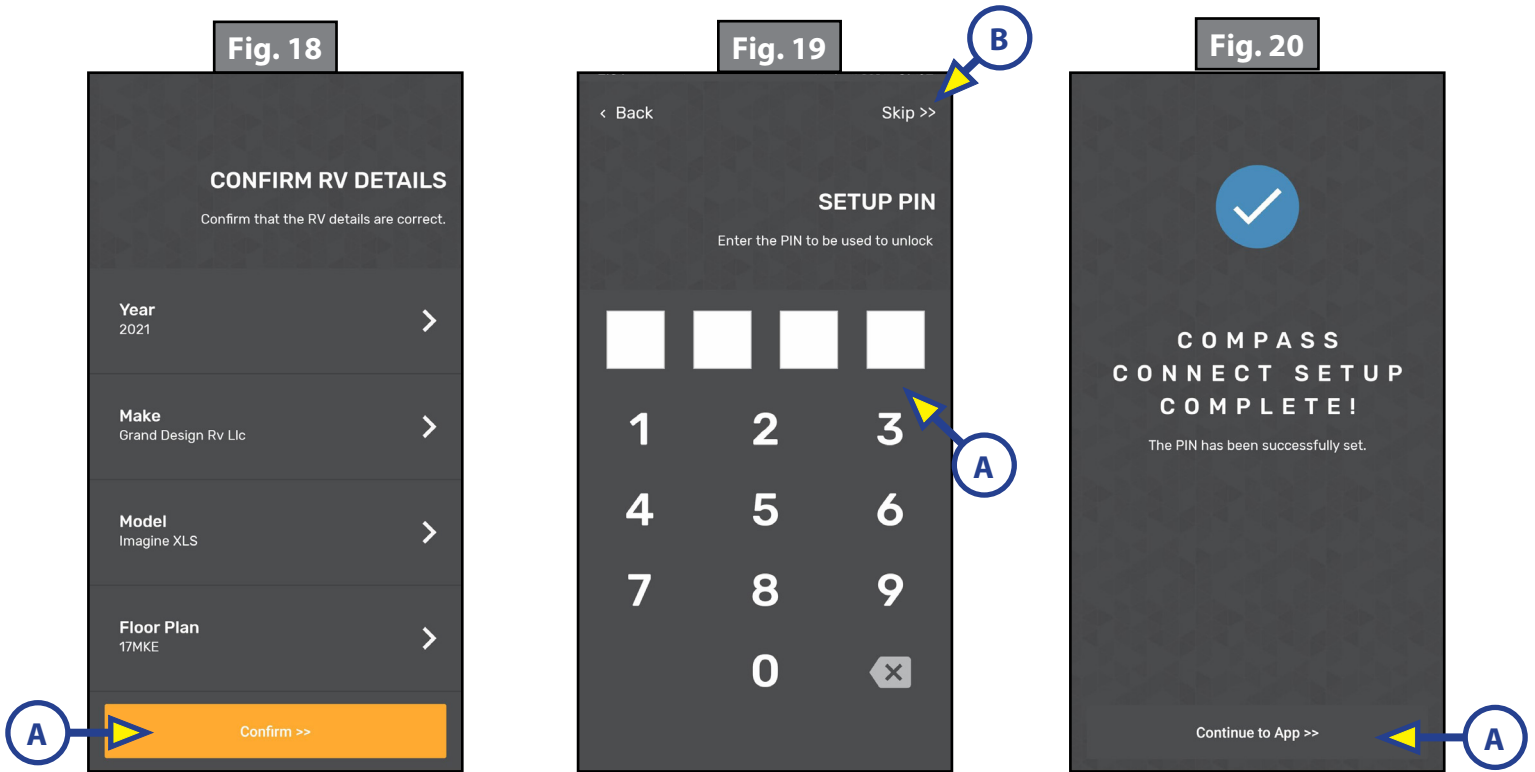 Fig. 18
CONFIRM RV DETAILS
Confirm that the RV details are correct.
Year
2021
Make
Grand Design Rv Llc
Model
Imagine XLS
Floor Plan
17MKE
Confirm >>
A
Fig. 19
B
< Back
Skip >>
SETUP PIN
Enter the PIN to be used to unlock
1 2 3
A
4 5 6
7 8 9
0
Fig. 20
COMPASS
CONNECT SETUP
COMPLETE!
The PIN has been successfully set.
Continue to App >>
A